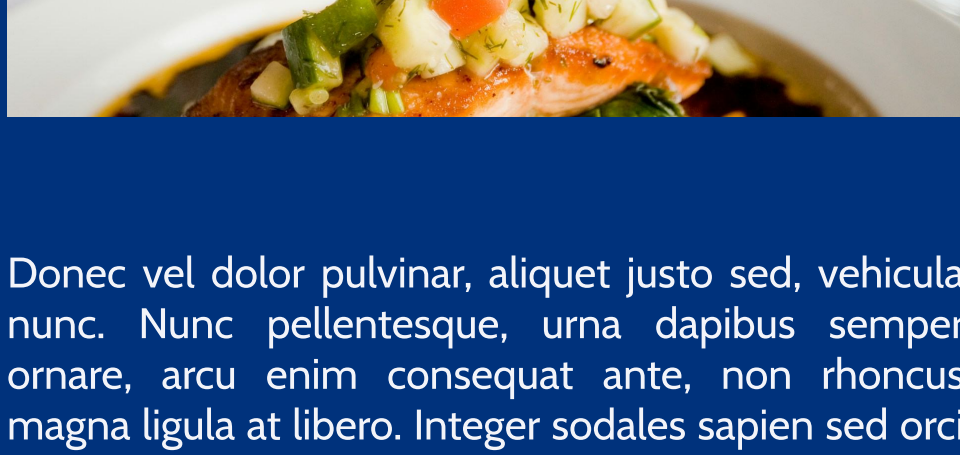 Donec vel dolor pulvinar, aliquet justo sed, vehicula
nunc. Nunc pellentesque, urna dapibus semper
ornare, arcu enim consequat ante, non rhoncus
magna ligula at libero. Integer sodales sapien sed orci